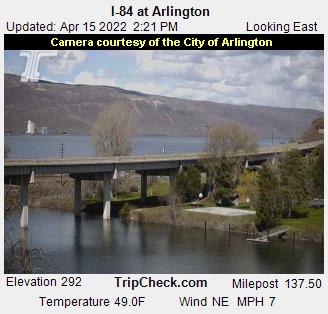 I-84 at Arlington
Updated: Apr 15 2022 2:21 PM Looking East
Camera courtesy of the City of Arlington
Elevation 292 TripCheck.com Milepost 137.50
Temperature 49.0F Wind NE MPH 7